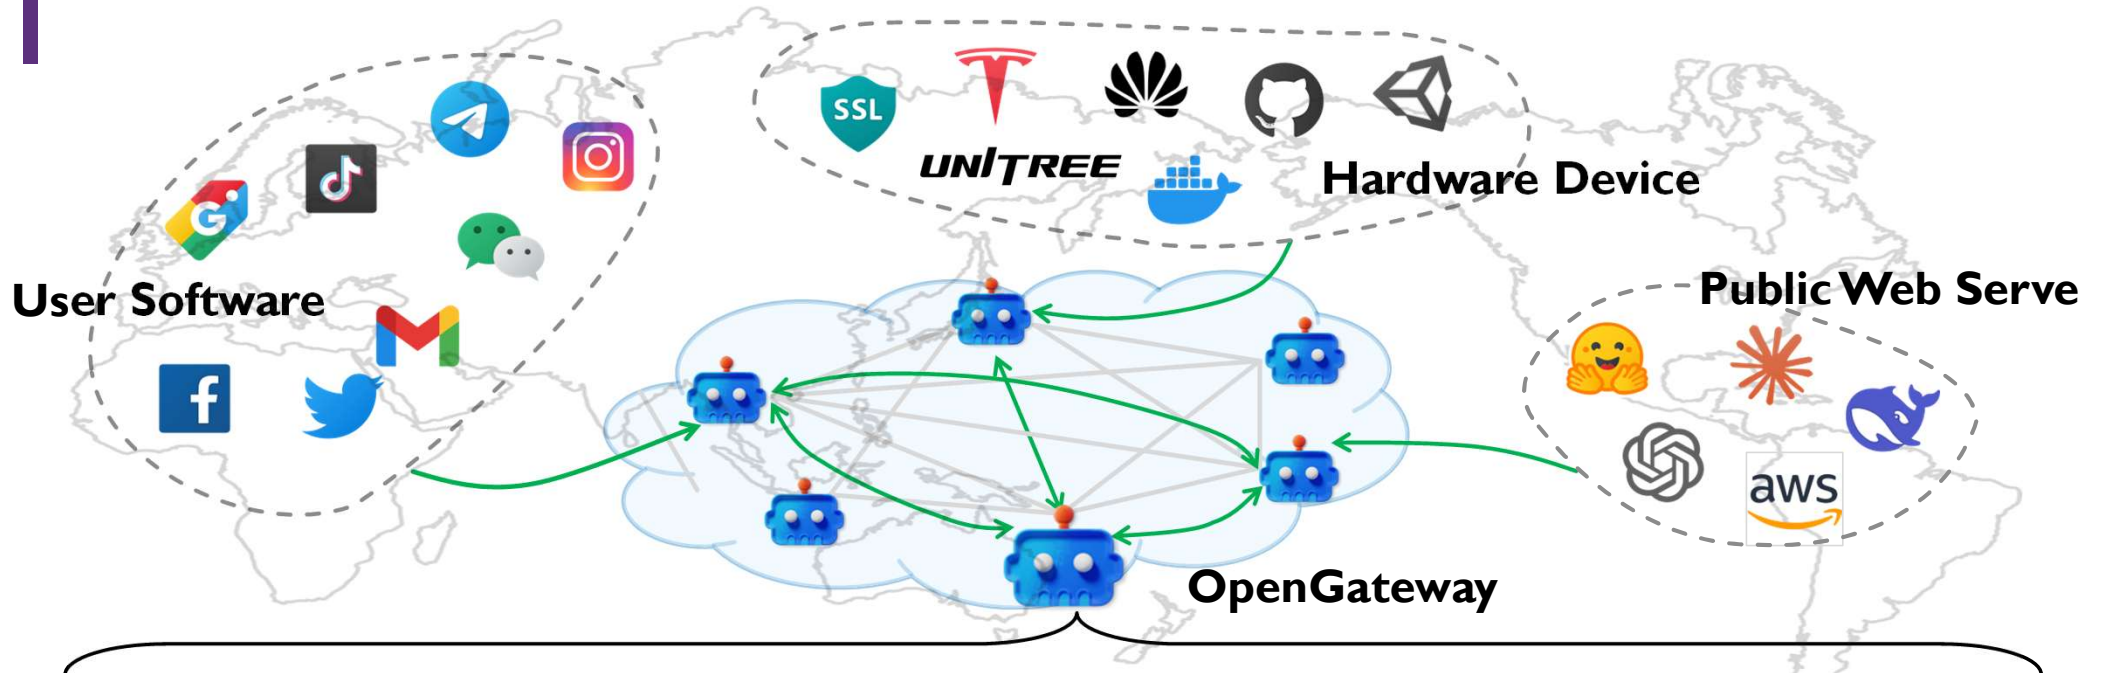 SSL
UNITREE
Hardware Device
User Software
Public Web Serve
aws
OpenGateway